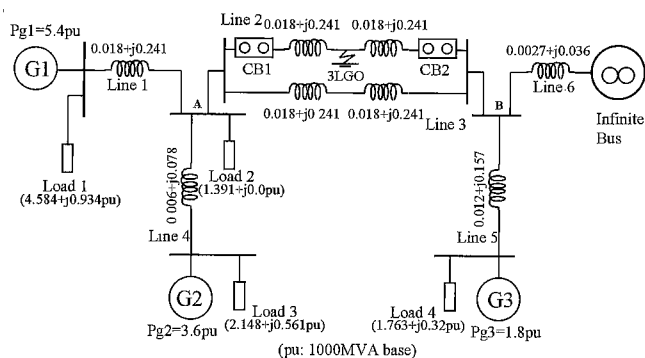 Pg1=5.4pu
G1
0.018+j0.241
Line 1
Load 1
(4.584+j0.934pu)
Line 2
0.018+j0.241
0.018+j0.241
CB1
3LGO
CB2
0.018+j0 241
0.018+j0.241
Line 3
A
Load 2
(1.391+j0.0pu)
0 006+j0.078
Line 4
G2
Pg2=3.6pu
Load 3
(2.148+j0.561pu)
0.0027+j0.036
Line 6
Infinite
Bus
B
0.012+j0.157
Line 5
Load 4
(1.763+j0.32pu)
G3
Pg3=1.8pu
(pu: 1000MVA base)